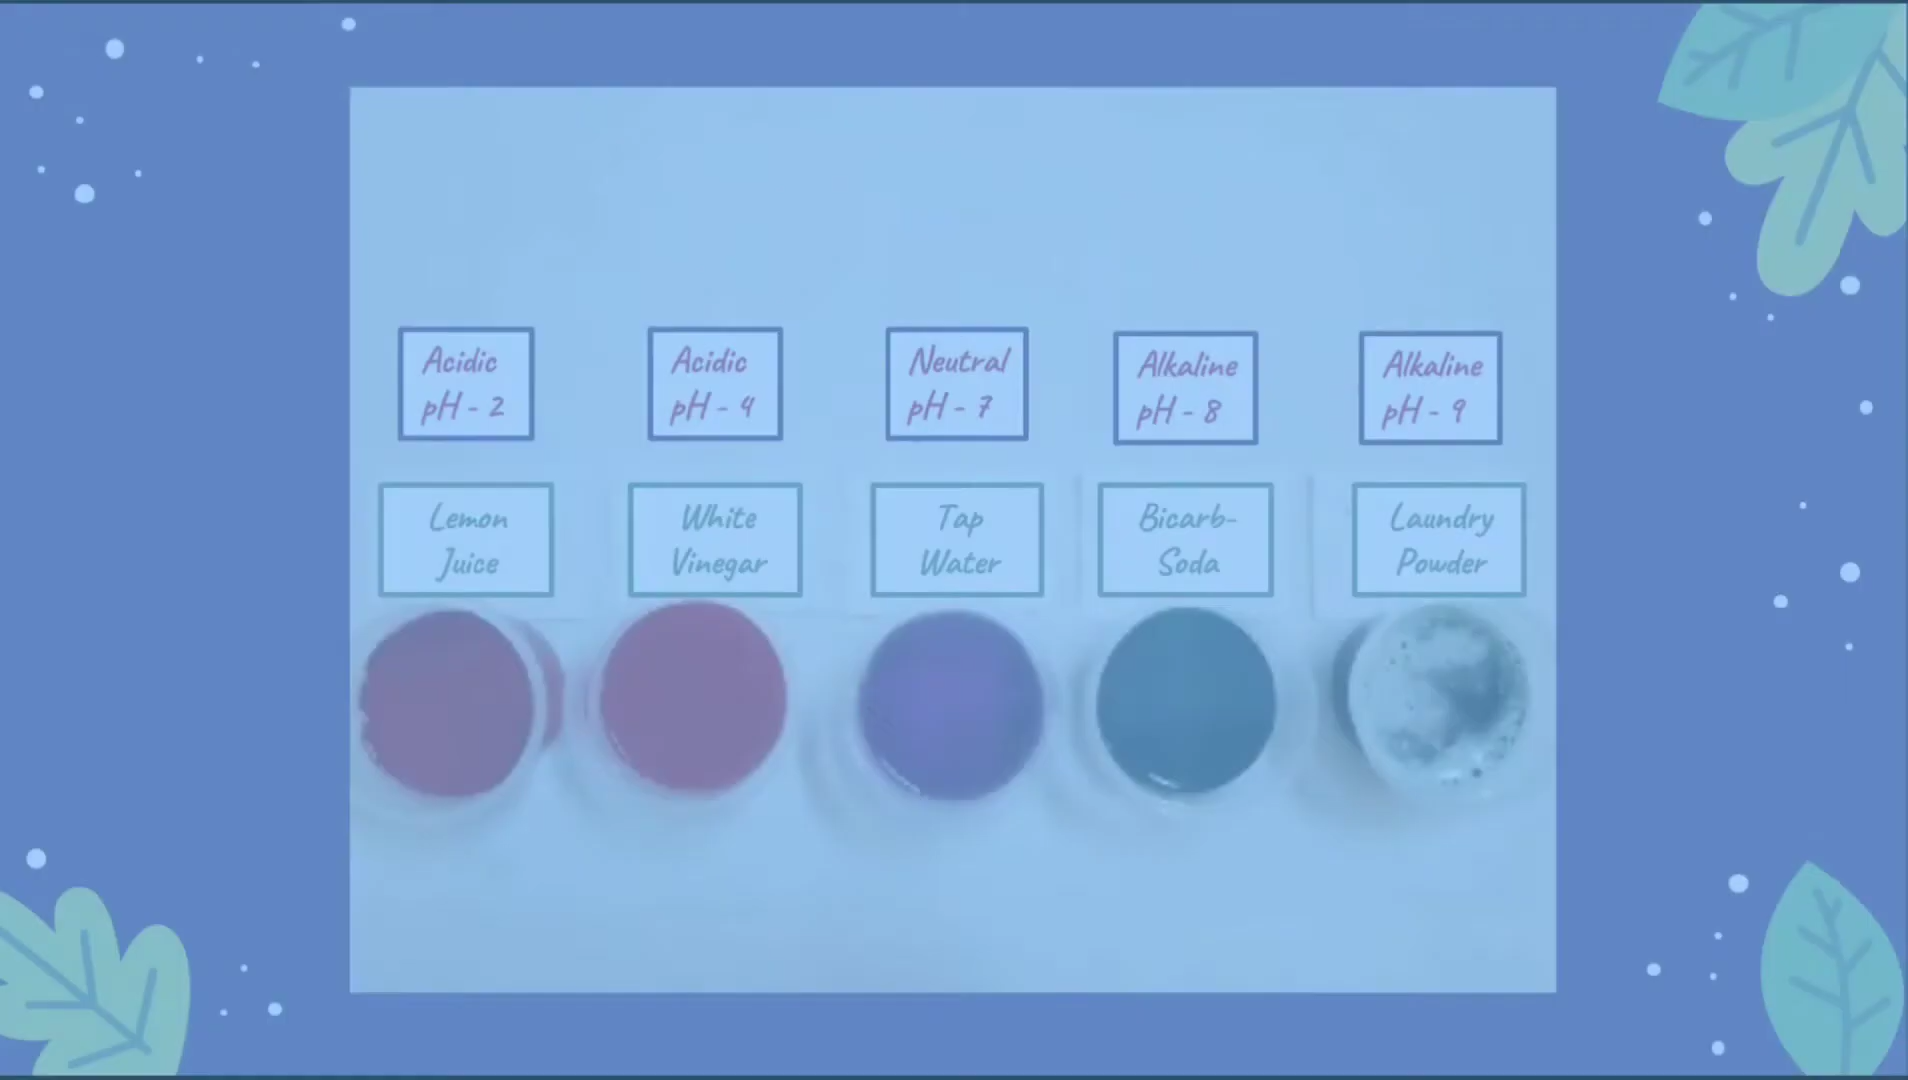 Acidic
pH - 2
Acidic
pH - 4
Neutral
pH - 7
Alkaline
pH - 8
Alkaline
pH - 9
Lemon
Juice
White
Vinegar
Tap
Water
Bicarb-
Soda
Laundry
Powder